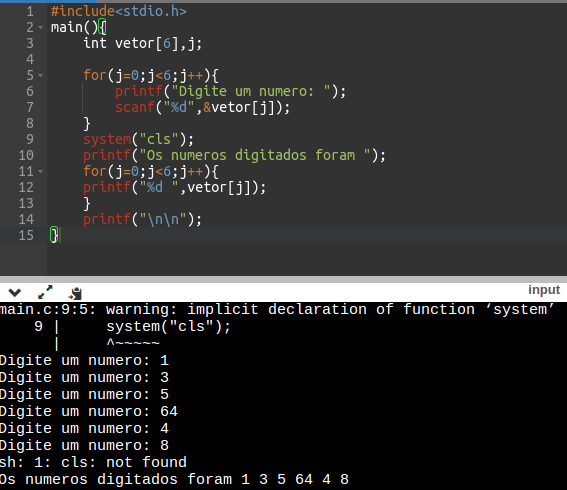 1 #include<stdio.h>
2 main(){
3 int vetor[6],j;
4
5 for(j=0;j<6;j++){
6 printf("Digite um numero: ");
7 scanf("%d",&vetor[j]);
8 }
9 system("cls");
10 printf("Os numeros digitados foram ");
11 for(j=0;j<6;j++){
12 printf("%d ",vetor[j]);
13 }
14 printf("\n\n");
15 }
input
main.c:9:5: warning: implicit declaration of function ‘system’
9 | system("cls");
| ^~~~~~
Digite um numero: 1
Digite um numero: 3
Digite um numero: 5
Digite um numero: 64
Digite um numero: 4
Digite um numero: 8
sh: 1: cls: not found
Os numeros digitados foram 1 3 5 64 4 8